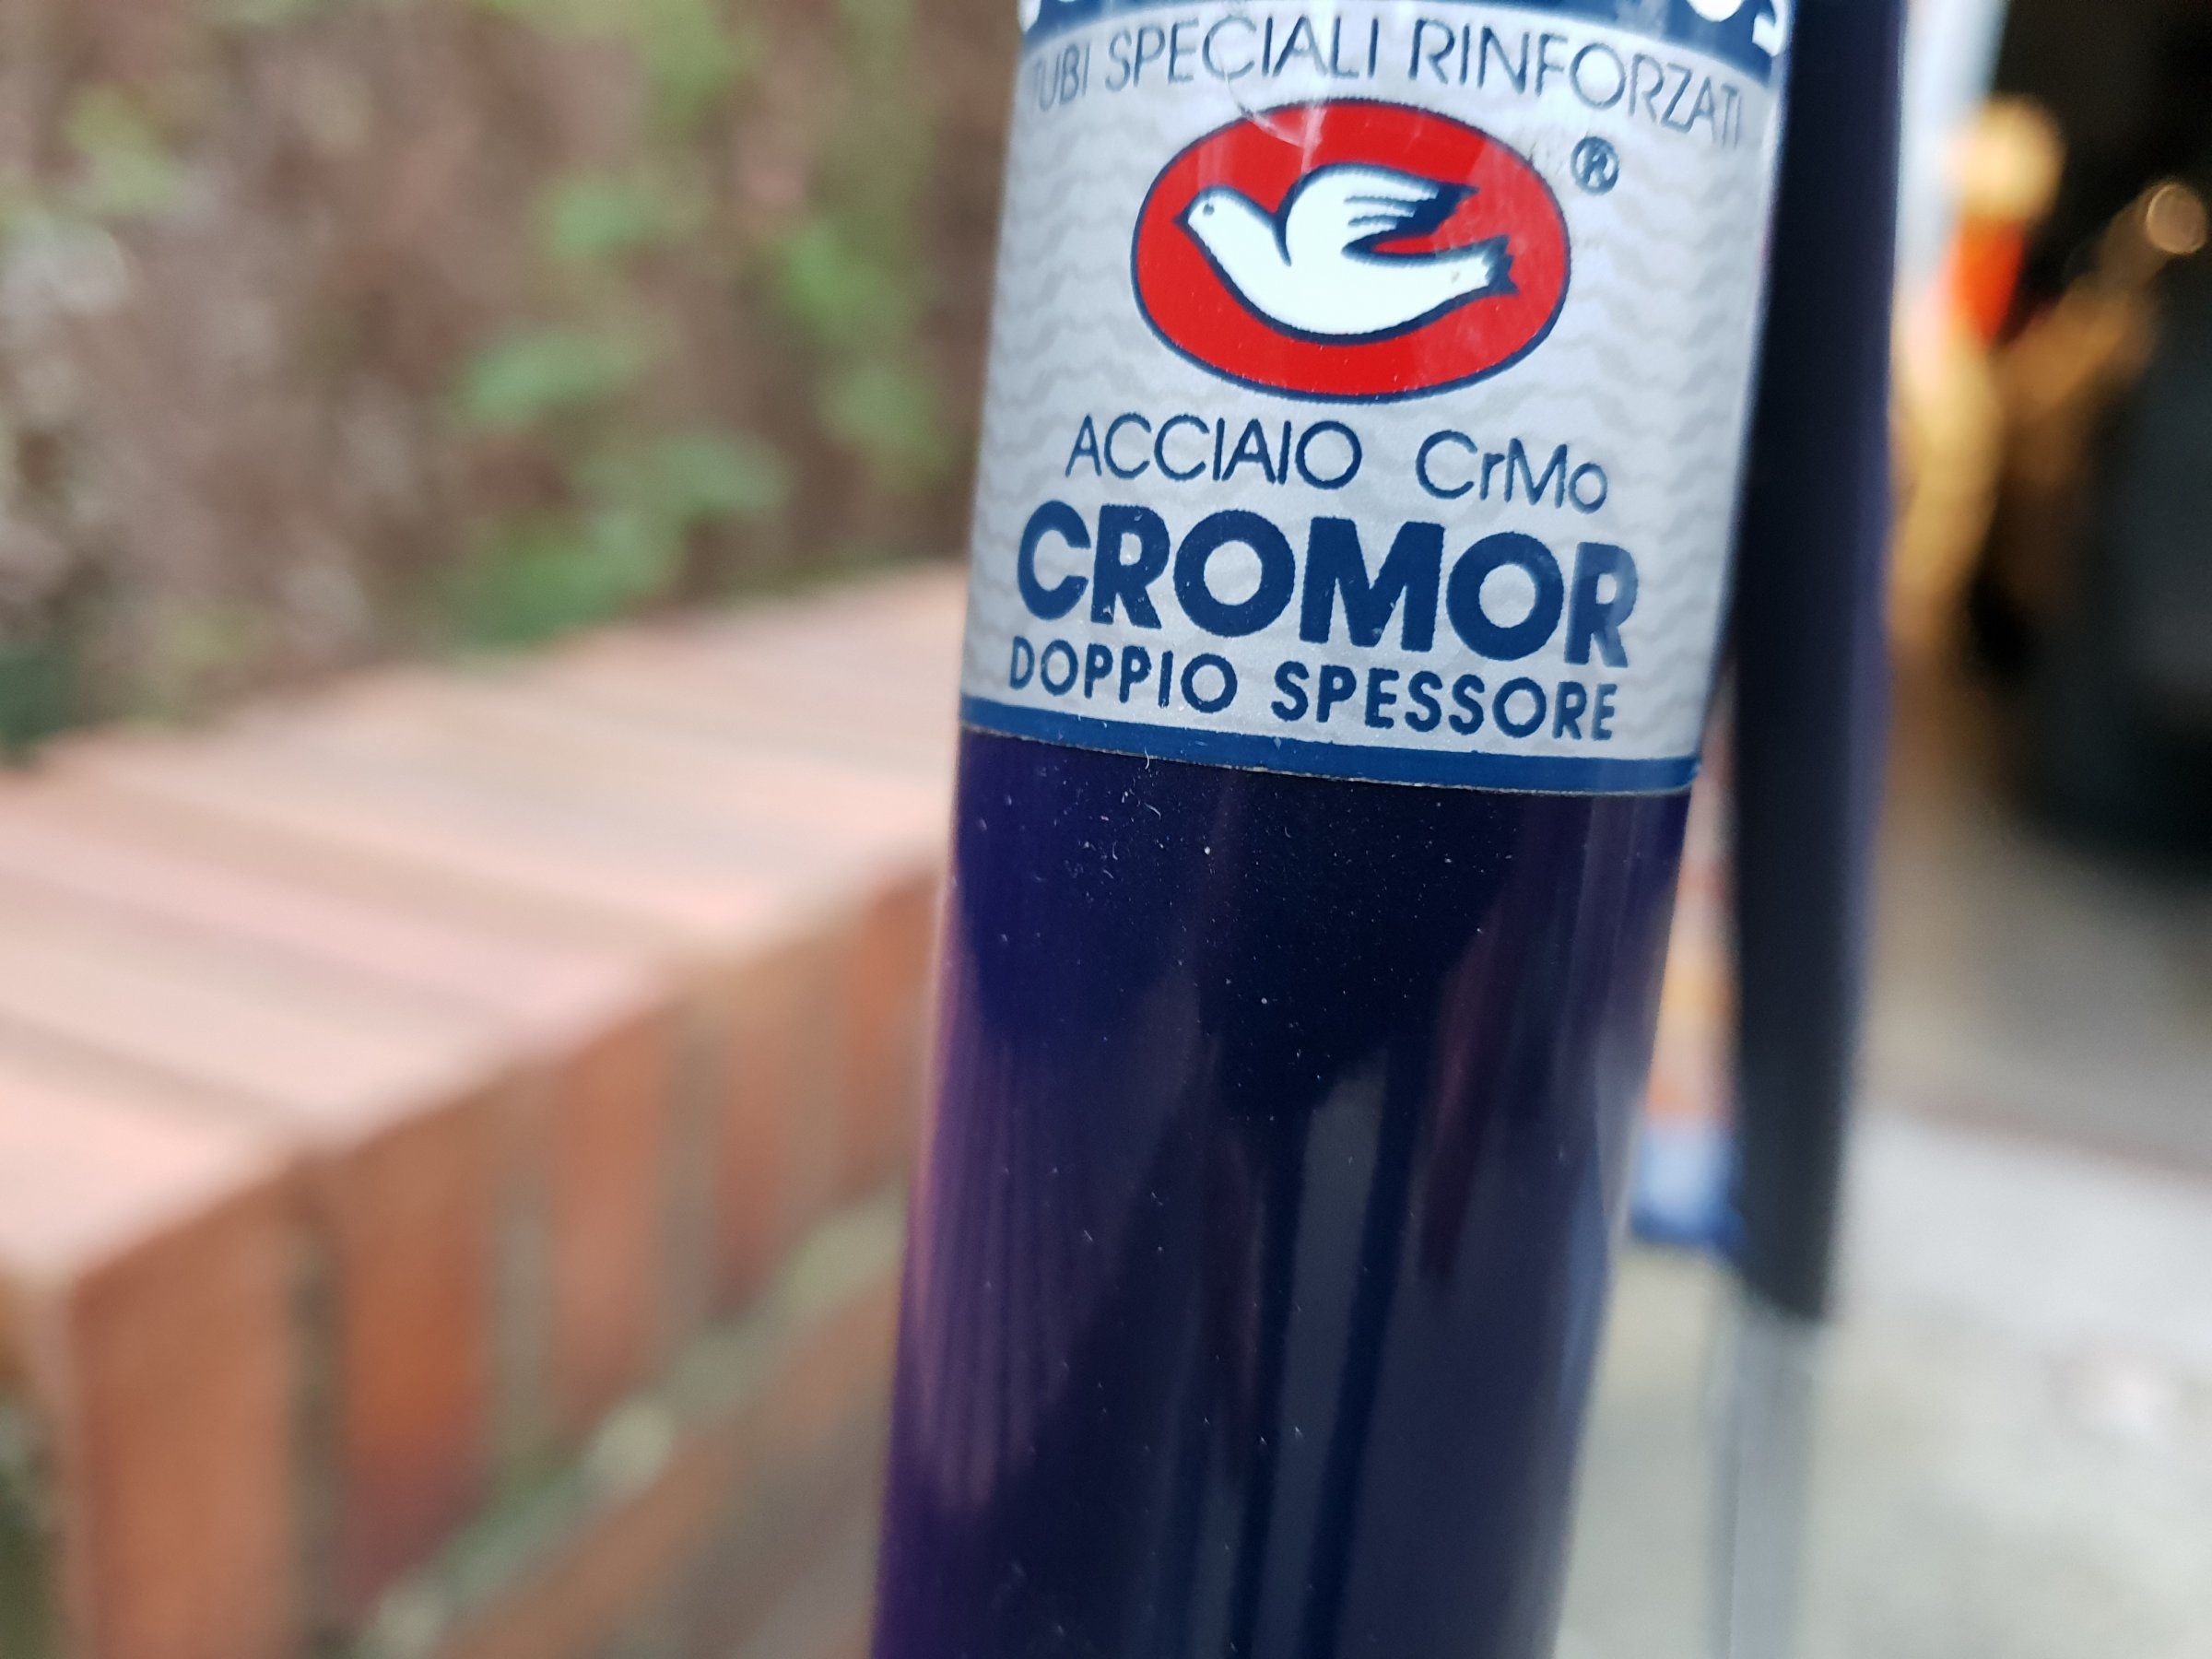 TUBI SPECIALI RINFORZATI
®
ACCIAIO CrMo
CROMOR
DOPPIO SPESSORE